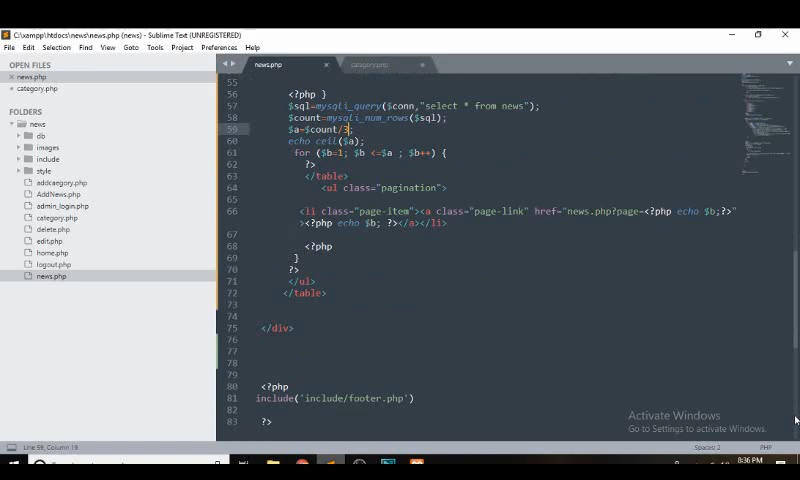 C:\xampp\htdocs\news\news.php (news) - Sublime Text (UNREGISTERED)
File Edit Selection Find View Goto Tools Project Preferences Help
OPEN FILES
news.php
category.php
FOLDERS
news
db
images
include
style
addcaegory.php
AddNews.php
admin_login.php
category.php
delete.php
edit.php
home.php
logout.php
news.php
news.php
category.php
55
56 <?php }
57 $sql=mysqli_query($conn,"select * from news");
58 $count=mysqli_num_rows($sql);
59 $a=$count/3;
60 echo ceil($a);
61 for ($b=1; $b <=$a ; $b++) {
62 ?>
63 </table>
64 <ul class="pagination">
65
66 <li class="page-item"><a class="page-link" href="news.php?page=<?php echo $b;?>"
><?php echo $b; ?></a></li>
67
68 <?php
69 }
70 ?>
71 </ul>
72 </table>
73
74
75 </div>
76
77
78
79
80 <?php
81 include('include/footer.php')
82
83 ?>
Activate Windows
Go to Settings to activate Windows.
Line 59, Column 19
Spaces: 2
PHP
8:36 PM